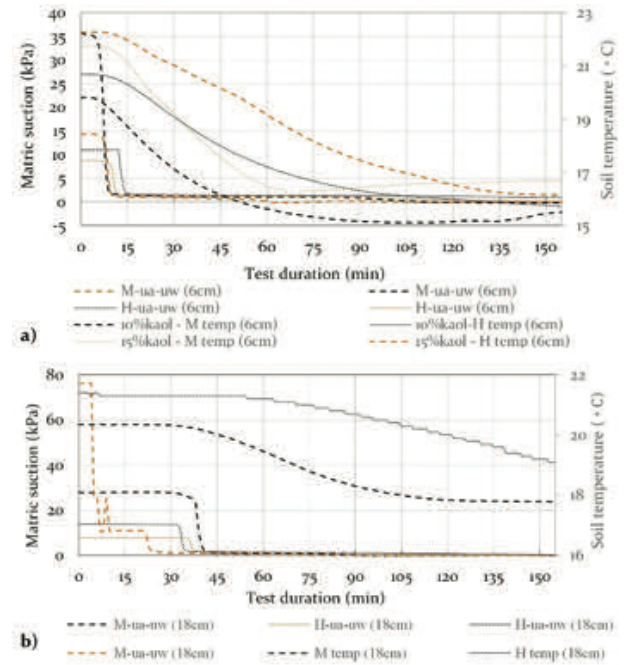 40
35
30
25
20
15
10
5
0
-5
Matric suction (kPa)
23
21
19
17
15
Soil temperature ( ∘ C)
0 15 30 45 60 75 90 105 120 135 150
Test duration (min)
M-ua-uw (6cm) M-ua-uw (6cm)
H-ua-uw (6cm) H-ua-uw (6cm)
10%kaol - M temp (6cm) 10%kaol-H temp (6cm)
15%kaol - M temp (6cm) 15%kaol - H temp (6cm)
a)
80
60
40
20
0
Matric suction (kPa)
22
20
18
16
Soil temperature ( ∘ C)
0 15 30 45 60 75 90 105 120 135 150
Test duration (min)
M-ua-uw (18cm) H-ua-uw (18cm) H-ua-uw (18cm)
M-ua-uw (18cm) M temp (18cm) H temp (18cm)
b)